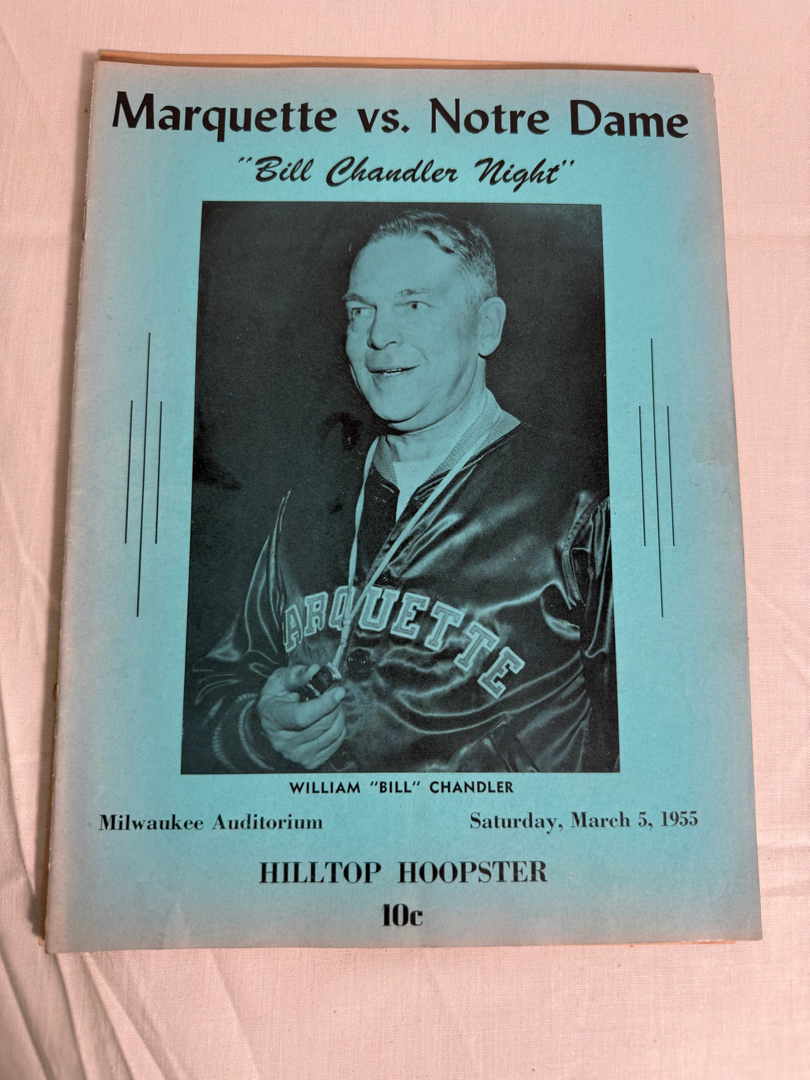 Marquette vs. Notre Dame
"Bill Chandler Night"
ARQUETTE
WILLIAM "BILL" CHANDLER
Milwaukee Auditorium Saturday, March 5, 1955
HILLTOP HOOPSTER
10c